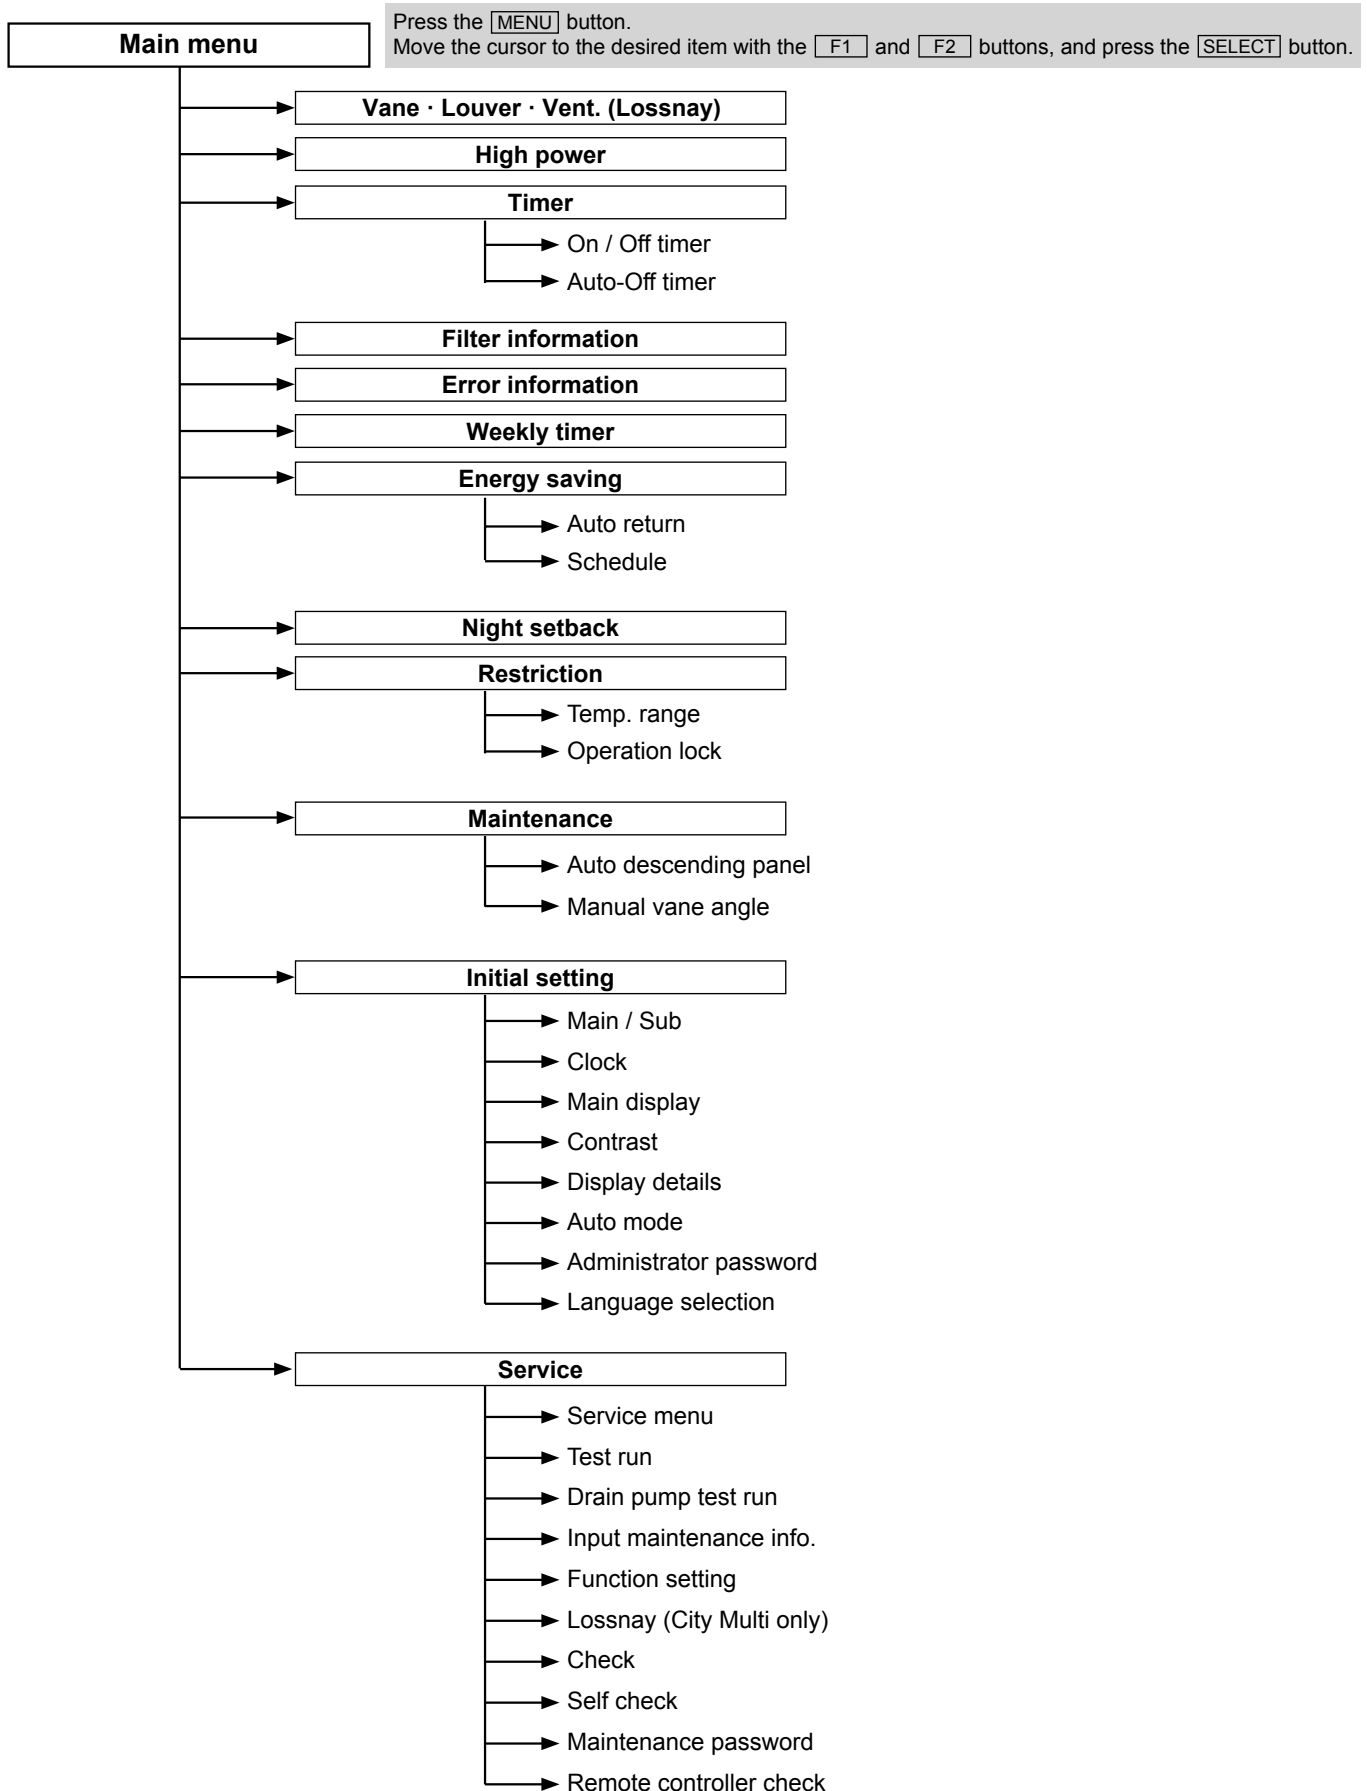 Main menu
Press the MENU button.
Move the cursor to the desired item with the F1 and F2 buttons, and press the SELECT button.
Vane · Louver · Vent. (Lossnay)
High power
Timer
On / Off timer
Auto-Off timer
Filter information
Error information
Weekly timer
Energy saving
Auto return
Schedule
Night setback
Restriction
Temp. range
Operation lock
Maintenance
Auto descending panel
Manual vane angle
Initial setting
Main / Sub
Clock
Main display
Contrast
Display details
Auto mode
Administrator password
Language selection
Service
Service menu
Test run
Drain pump test run
Input maintenance info.
Function setting
Lossnay (City Multi only)
Check
Self check
Maintenance password
Remote controller check